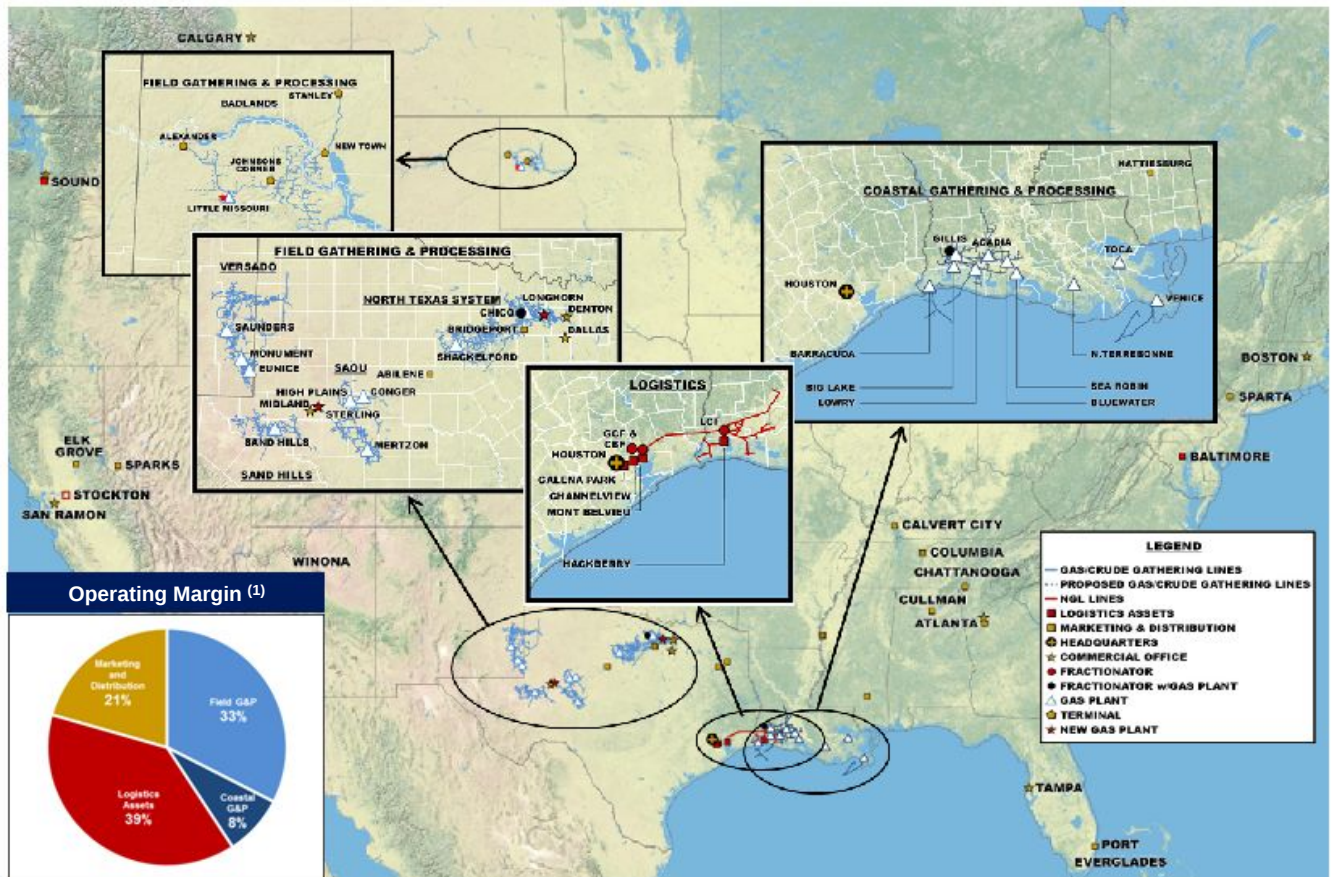 CALGARY
FIELD GATHERING & PROCESSING
STANLEY
BADLANDS
ALEXANDER
NEW TOWN
JOHNSONS
CORNER
LITTLE MISSOURI
SOUND
FIELD GATHERING & PROCESSING
VERSADO
NORTH TEXAS SYSTEM
LONGHORN
CHICO
DENTON
BRIDGEPORT
DALLAS
SAUNDERS
SHACKELFORD
MONUMENT
EUNICE
SAOU
ABILENE
HIGH PLAINS
CONGER
MIDLAND
STERLING
SAND HILLS
MERTZON
SAND HILLS
COASTAL GATHERING & PROCESSING
HATTIESBURG
GILLIS
ACADIA
TOCA
HOUSTON
VENICE
BARRACUDA
N.TERREBONNE
BIG LAKE
SEA ROBIN
LOWRY
BLUEWATER
LOGISTICS
LCF
GCF &
CBF
HOUSTON
GALENA PARK
CHANNELVIEW
MONT BELVIEU
HACKBERRY
BOSTON
SPARTA
BALTIMORE
ELK
GROVE
SPARKS
STOCKTON
SAN RAMON
WINONA
CALVERT CITY
COLUMBIA
CHATTANOOGA
CULLMAN
ATLANTA
TAMPA
PORT
EVERGLADES
LEGEND
GAS/CRUDE GATHERING LINES
PROPOSED GAS/CRUDE GATHERING LINES
NGL LINES
LOGISTICS ASSETS
MARKETING & DISTRIBUTION
HEADQUARTERS
COMMERCIAL OFFICE
FRACTIONATOR
FRACTIONATOR w/GAS PLANT
GAS PLANT
TERMINAL
NEW GAS PLANT
Operating Margin (1)
Marketing
and
Distribution
21%
Field G&P
33%
Logistics
Assets
39%
Coastal
G&P
8%